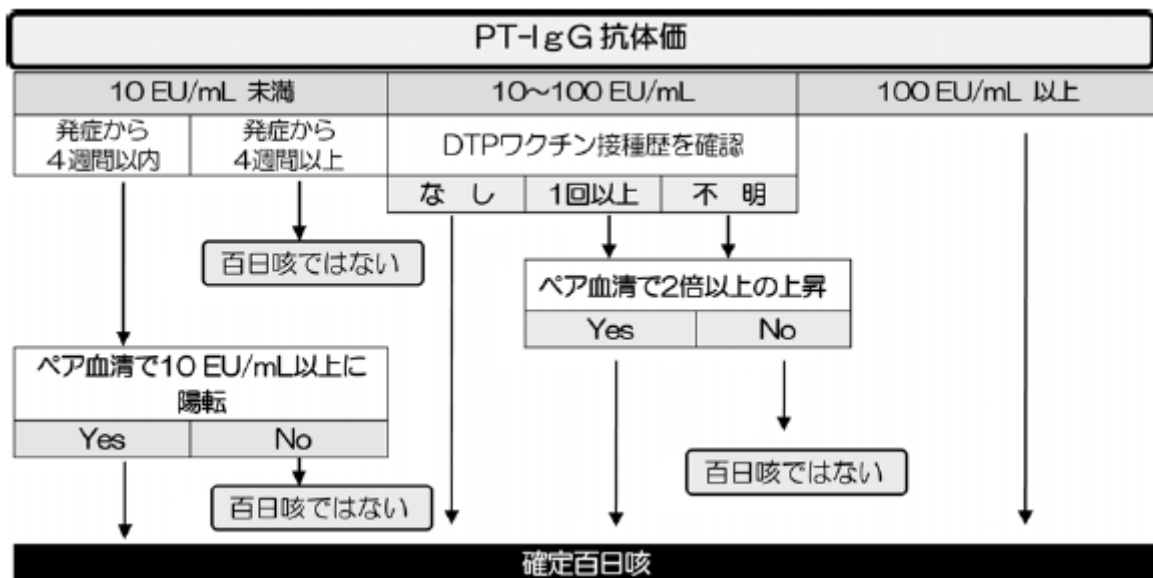 PT-IgG 抗体価
10 EU/mL 未満
10〜100 EU/mL
100 EU/mL 以上
発症から
4週間以内
発症から
4週間以上
DTPワクチン接種歴を確認
なし
1回以上
不明
百日咳ではない
ペア血清で2倍以上の上昇
Yes
No
ペア血清で10 EU/mL以上に
陽転
Yes
No
百日咳ではない
百日咳ではない
確定百日咳